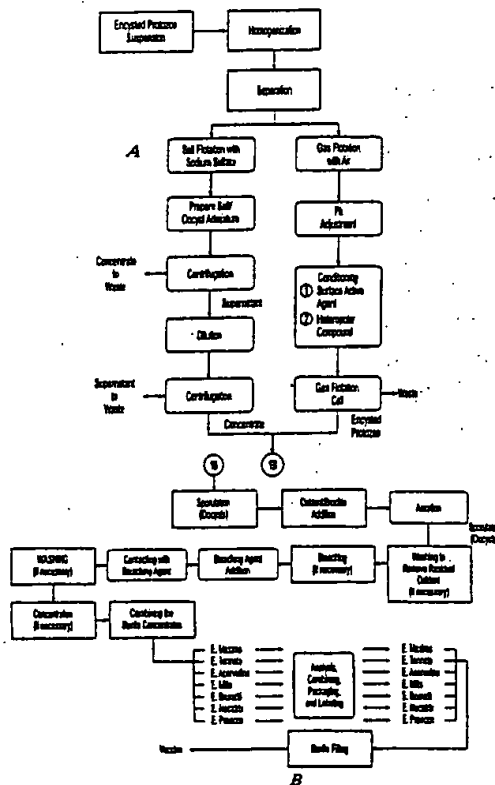 Encysted Protozoa
Suspension
Homogenization
Separation
A
Salt Flotation with
Sodium Sulfate
Gas Flotation
with Air
Prepare Salt/
Oocyst Admixture
Ph
Adjustment
Concentrate
to
Waste
Centrifugation
Supernatant
Conditioning
1 Surface Active
Agent
2 Heteropolar
Compound
Dilution
Supernatant
to
Waste
Centrifugation
Gas Flotation
Cell
Waste
Concentrate
Encysted
Protozoa
Sporulation
(Oocysts)
Oxidant/Biocide
Addition
Aeration
Sporulated
(Oocysts)
WASHING
(If necessary)
Contacting with
Bleaching Agent
Bleaching Agent
Addition
Bleaching
(If necessary)
Washing to
Remove Residual
Oxidant
(If necessary)
Concentration
(If necessary)
Combining the
Sterile Concentrates
E. Maxima
E. Tenella
E. Acervulina
E. Mitis
E. Brunetti
E. Necatrix
E. Praecox
Analysis,
Combining,
Packaging,
and Labeling
E. Maxima
E. Tenella
E. Acervulina
E. Mitis
E. Necatrix
E. Praecox
Vaccine
Sterile Filling
B